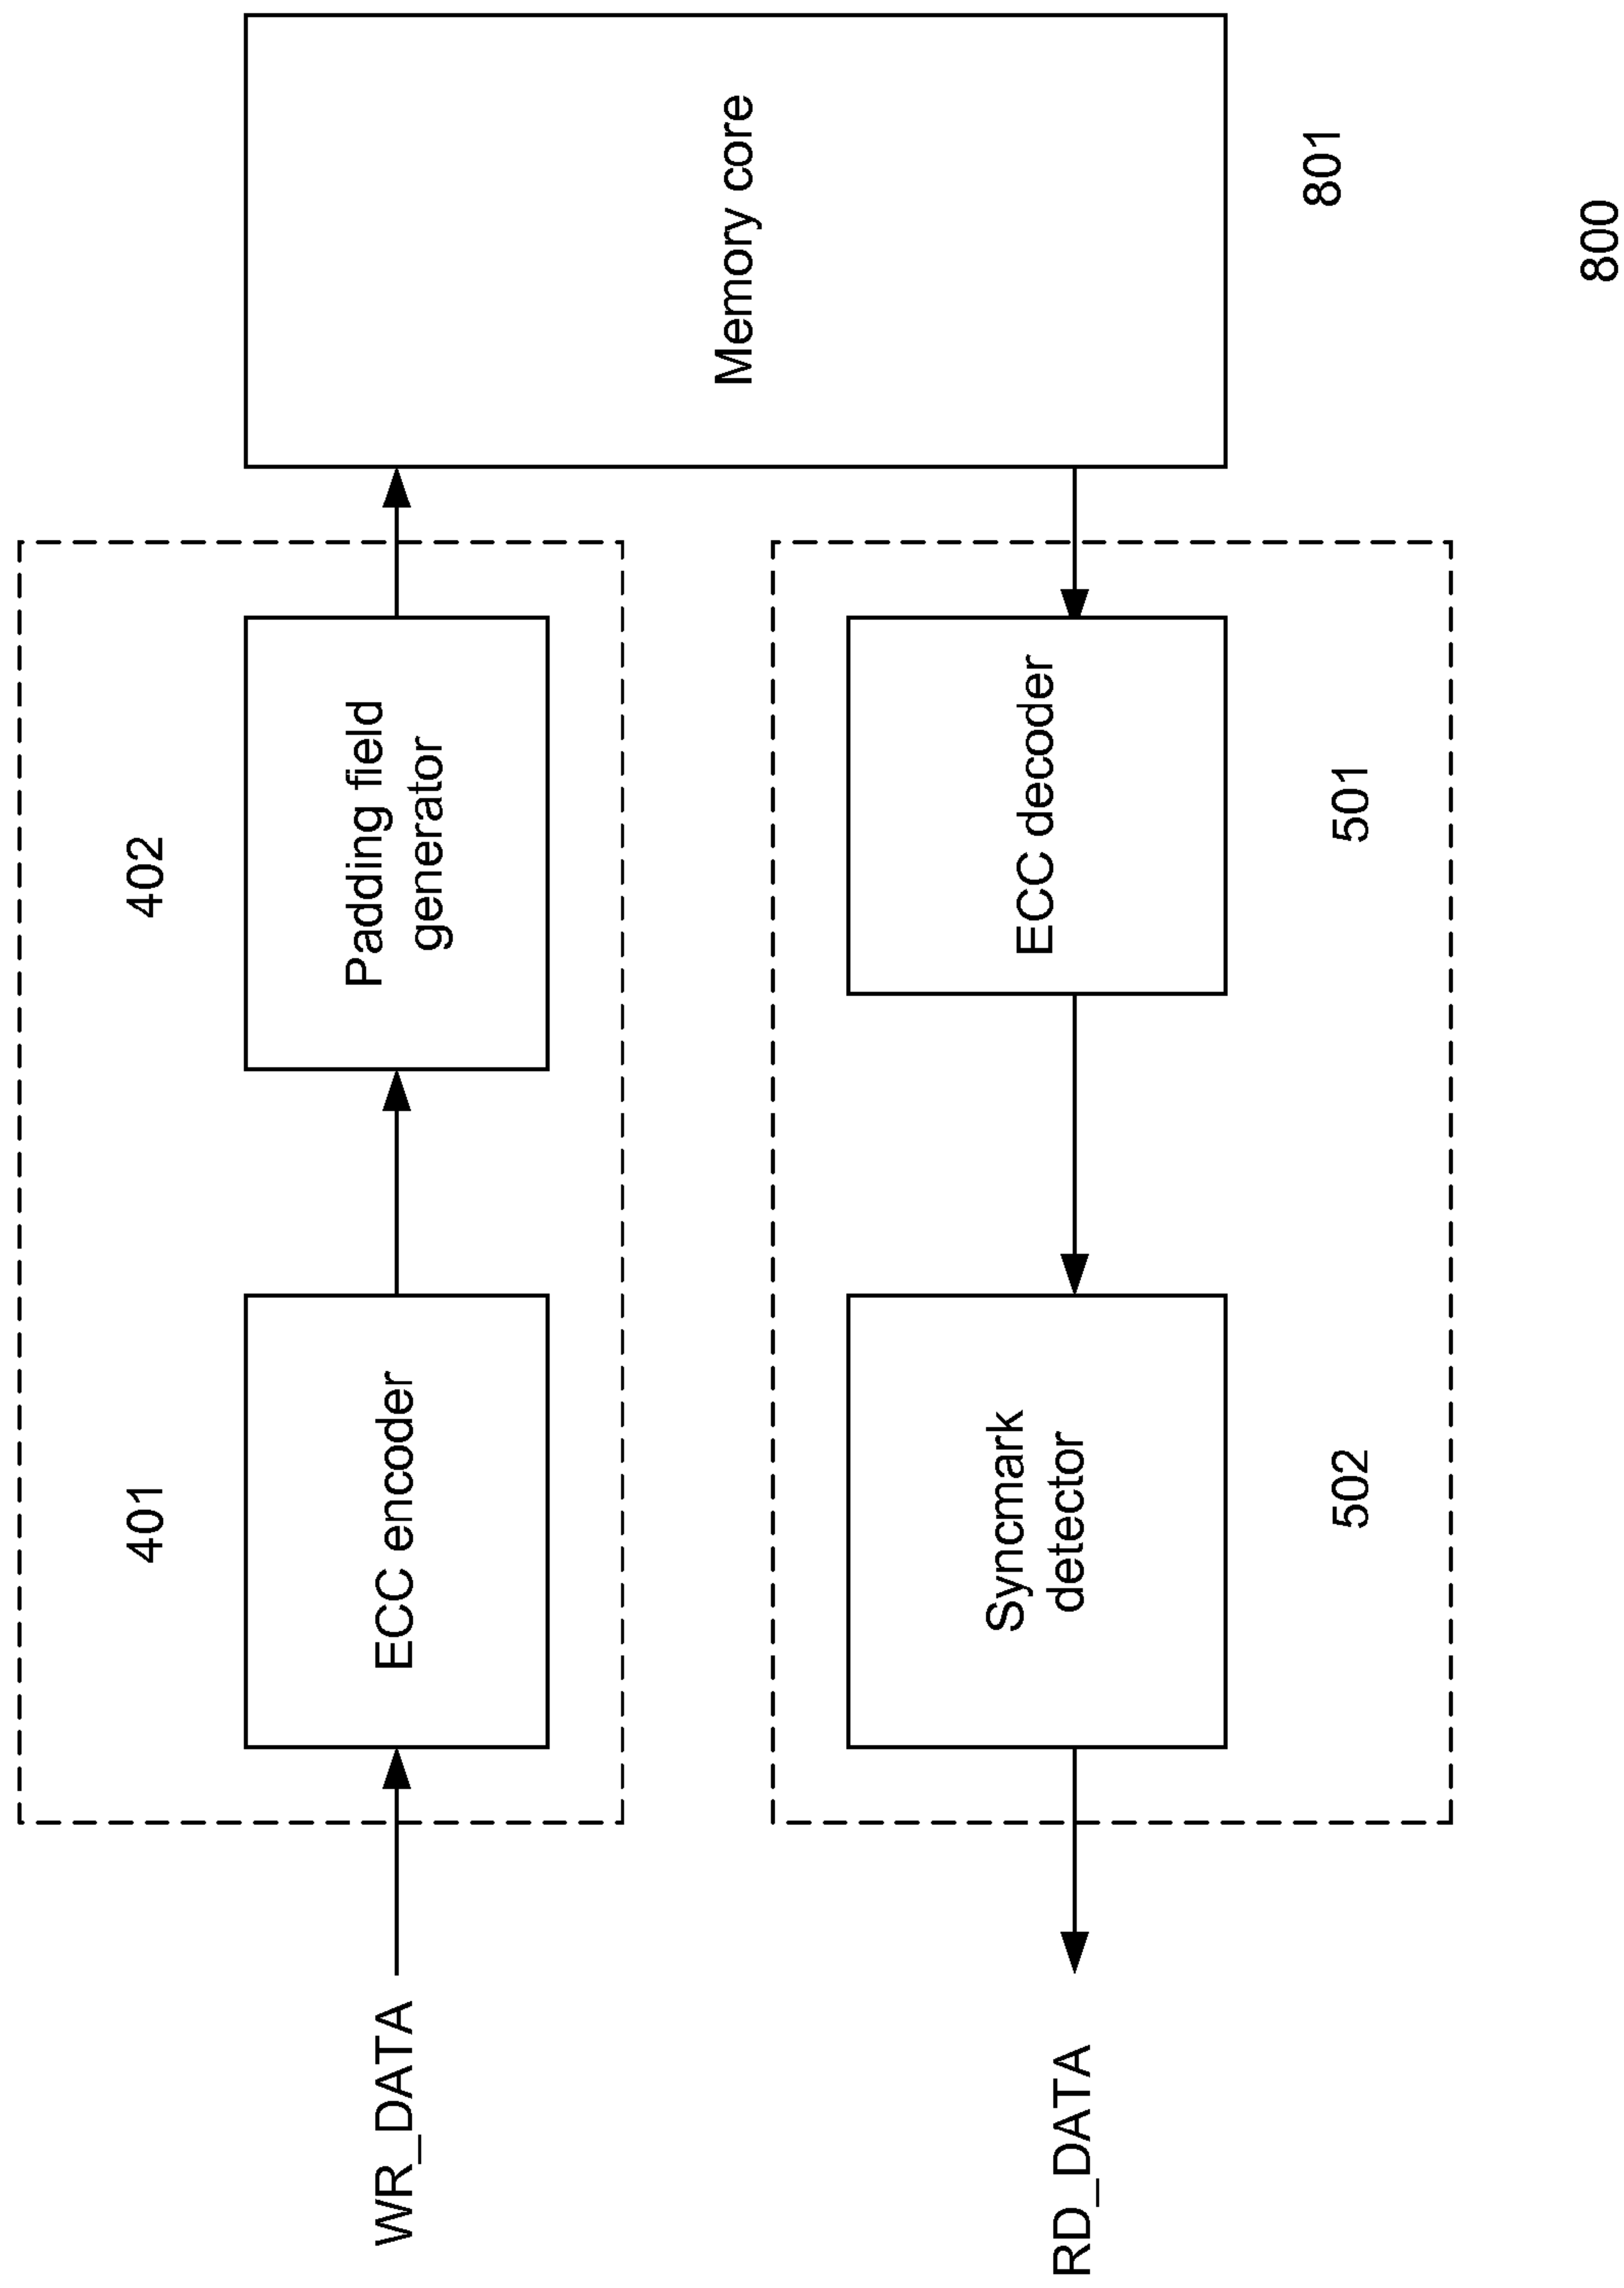 401
402
WR_DATA
ECC encoder
Padding field
generator
Memory core
RD_DATA
Syncmark
detector
ECC decoder
502
501
801
800